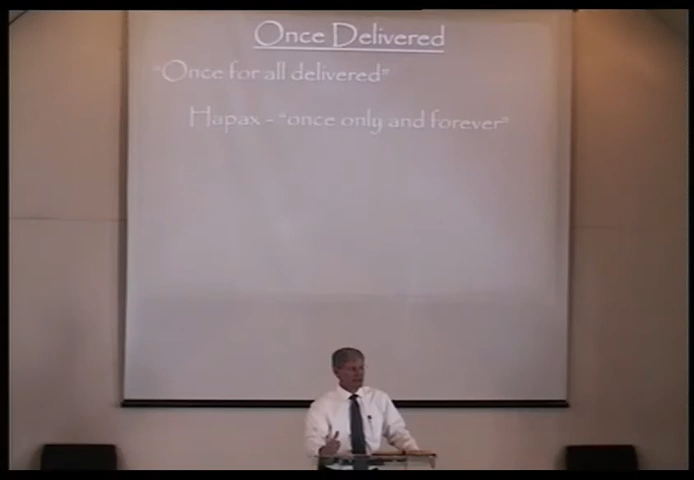 Once Delivered
"Once for all delivered"
Hapax - "once only and forever"